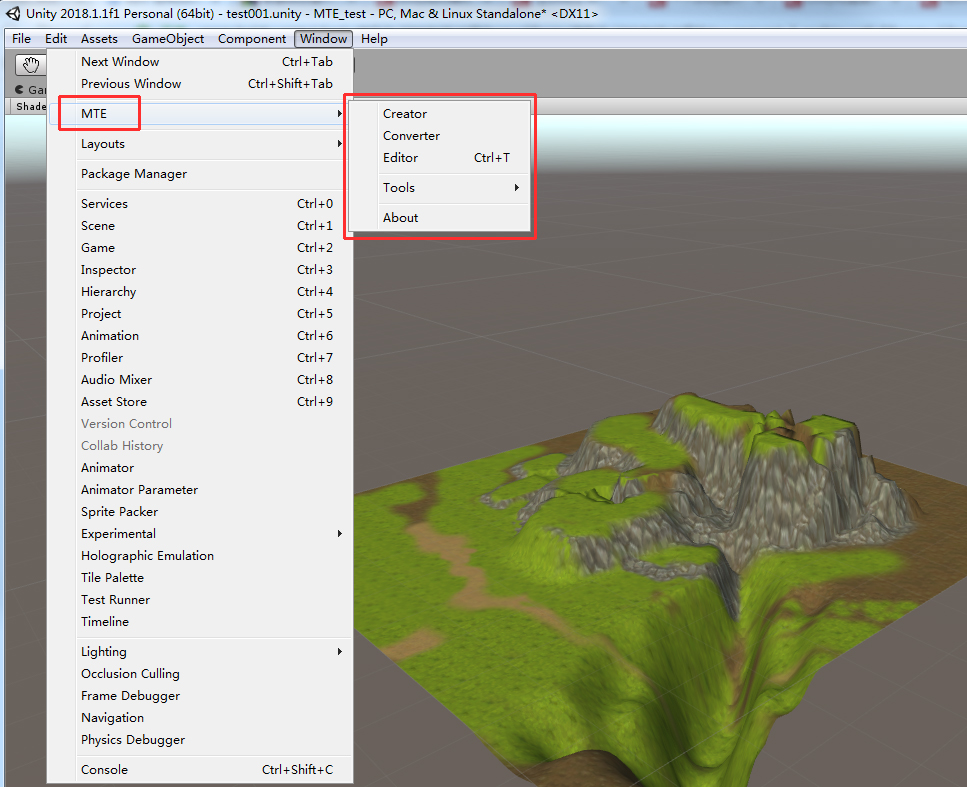 Unity 2018.1.1f1 Personal (64bit) - test001.unity - MTE_test - PC, Mac & Linux Standalone* <DX11>
File Edit Assets GameObject Component Window Help
Next Window Ctrl+Tab
Previous Window Ctrl+Shift+Tab
Shade
MTE
Layouts
Package Manager
Services Ctrl+0
Scene Ctrl+1
Game Ctrl+2
Inspector Ctrl+3
Hierarchy Ctrl+4
Project Ctrl+5
Animation Ctrl+6
Profiler Ctrl+7
Audio Mixer Ctrl+8
Asset Store Ctrl+9
Version Control
Collab History
Animator
Animator Parameter
Sprite Packer
Experimental
Holographic Emulation
Tile Palette
Test Runner
Timeline
Lighting
Occlusion Culling
Frame Debugger
Navigation
Physics Debugger
Console Ctrl+Shift+C
Creator
Converter
Editor Ctrl+T
Tools
About